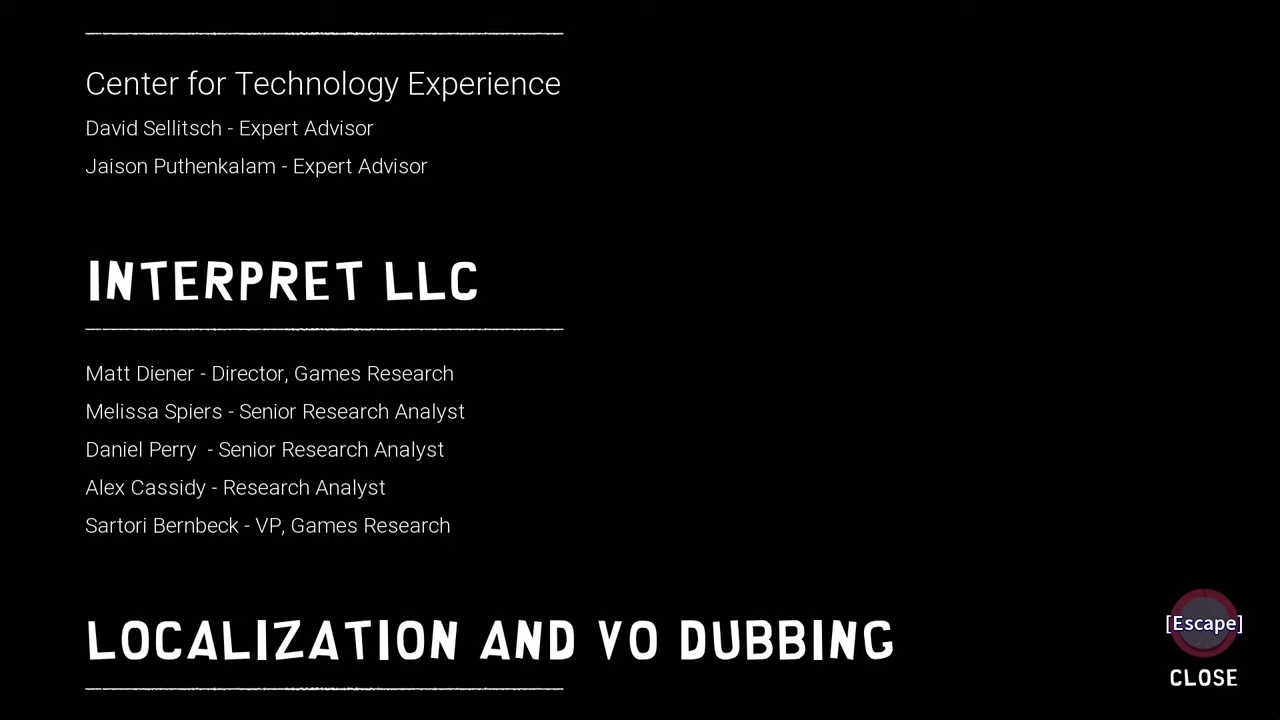 Center for Technology Experience
David Sellitsch - Expert Advisor
Jaison Puthenkalam - Expert Advisor
INTERPRET LLC
Matt Diener - Director, Games Research
Melissa Spiers - Senior Research Analyst
Daniel Perry  - Senior Research Analyst
Alex Cassidy - Research Analyst
Sartori Bernbeck - VP, Games Research
LOCALIZATION AND VO DUBBING
[Escape]
CLOSE